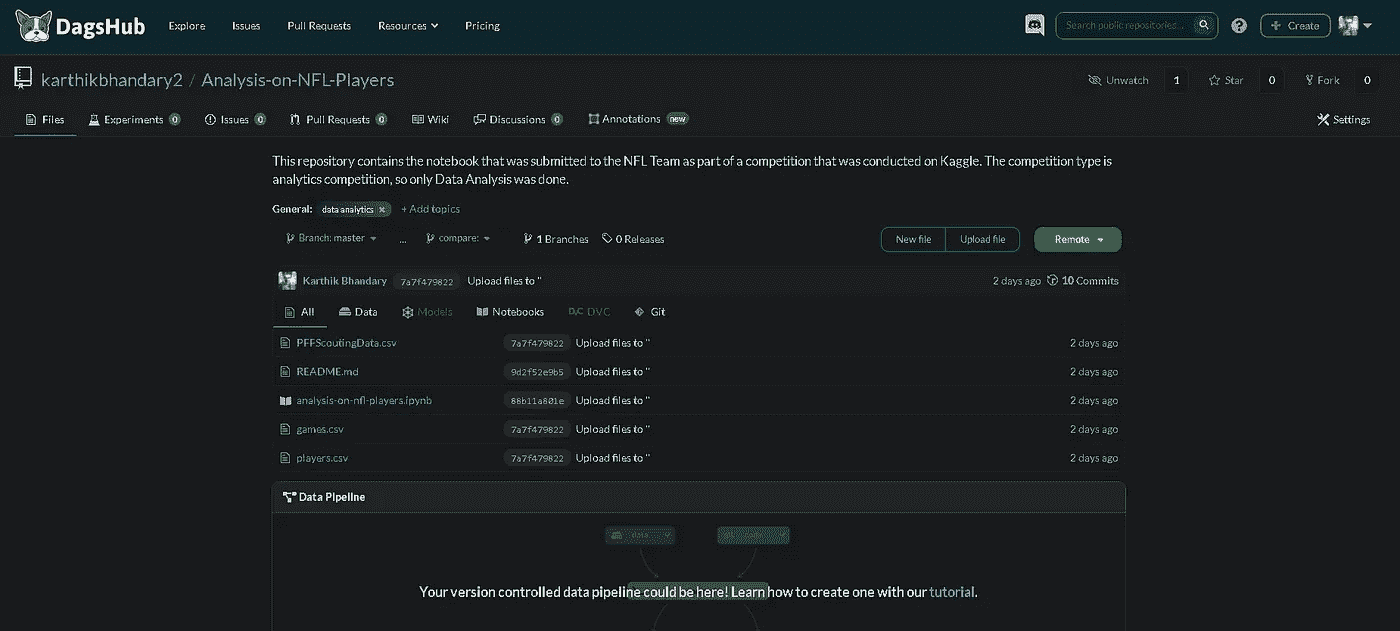 DagsHub Explore Issues Pull Requests Resources Pricing Search public repositories... Create
karthikbhandary2 / Analysis-on-NFL-Players Unwatch 1 Star 0 Fork 0
Files Experiments 0 Issues 0 Pull Requests 0 Wiki Discussions 0 Annotations new Settings
This repository contains the notebook that was submitted to the NFL Team as part of a competition that was conducted on Kaggle. The competition type is
analytics competition, so only Data Analysis was done.
General: data analytics × + Add topics
Branch: master ... compare: 1 Branches 0 Releases New file Upload file Remote
Karthik Bhandary 7a7f479822 Upload files to '' 2 days ago 10 Commits
All Data Models Notebooks DVC Git
PFFScoutingData.csv 7a7f479822 Upload files to '' 2 days ago
README.md 9d2f52e9b5 Upload files to '' 2 days ago
analysis-on-nfl-players.ipynb 88b11a801e Upload files to '' 2 days ago
games.csv 7a7f479822 Upload files to '' 2 days ago
players.csv 7a7f479822 Upload files to '' 2 days ago
Data Pipeline
data
Your version controlled data pipeline could be here! Learn how to create one with our tutorial.